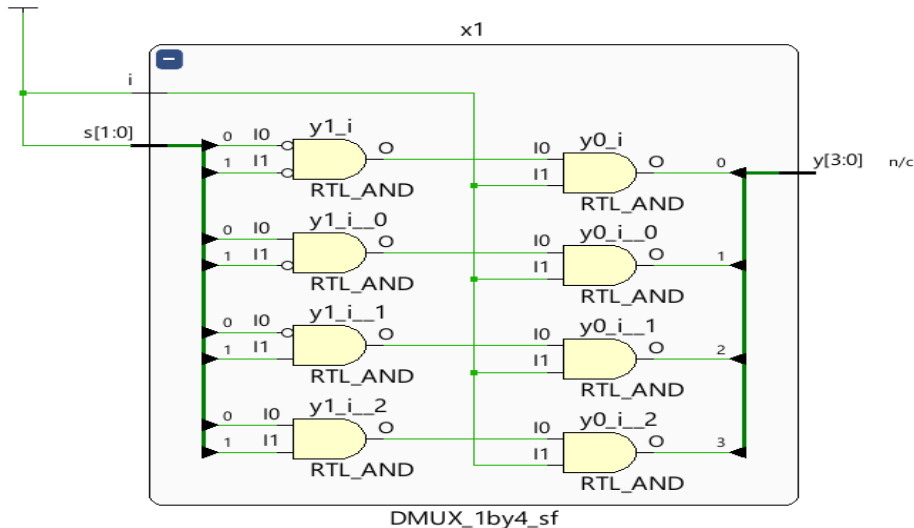 x1
i
s[1:0]
0 I0 y1_i O
1 I1
RTL_AND
I0 y0_i O 0
I1
RTL_AND
y[3:0] n/c
0 I0 y1_i__0 O
1 I1
RTL_AND
I0 y0_i__0 O 1
I1
RTL_AND
0 I0 y1_i__1 O
1 I1
RTL_AND
I0 y0_i__1 O 2
I1
RTL_AND
0 I0 y1_i__2 O
1 I1
RTL_AND
I0 y0_i__2 O 3
I1
RTL_AND
DMUX_1by4_sf